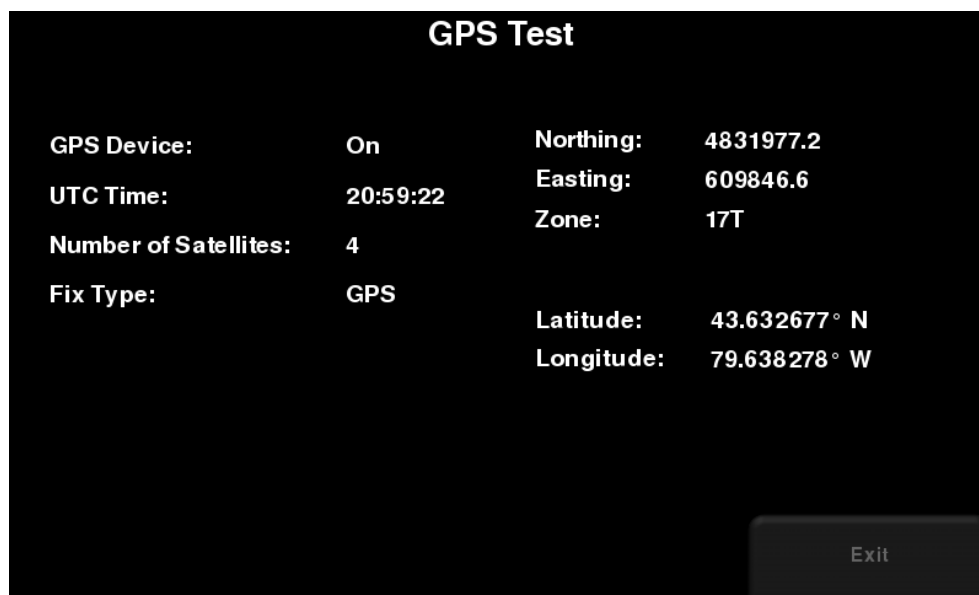 GPS Test
GPS Device: On
UTC Time: 20:59:22
Number of Satellites: 4
Fix Type: GPS
Northing: 4831977.2
Easting: 609846.6
Zone: 17T
Latitude: 43.632677° N
Longitude: 79.638278° W
Exit